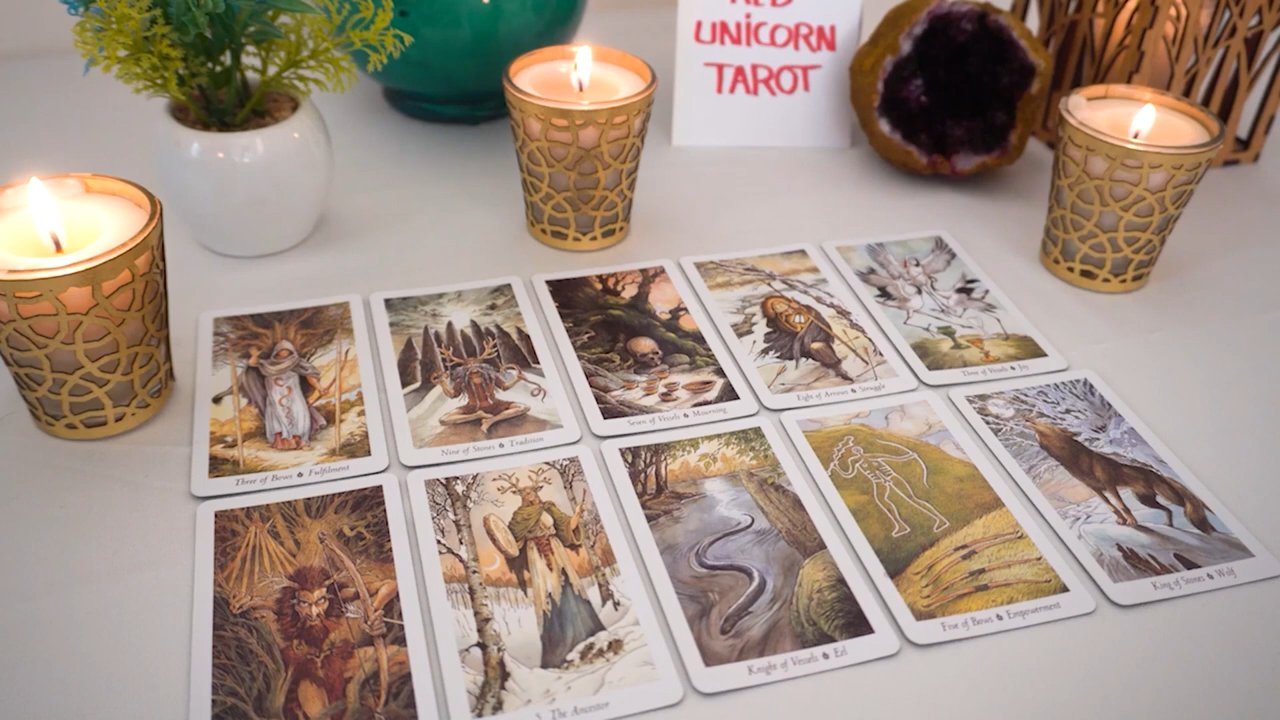 RED
UNICORN
TAROT
Three of Bows Fulfilment
Nine of Stones Tradition
Seven of Vessels Mourning
Eight of Arrows Struggle
Three of Vessels Joy
The Ancestor
Knight of Vessels Eel
Five of Bows Empowerment
King of Stones Wolf